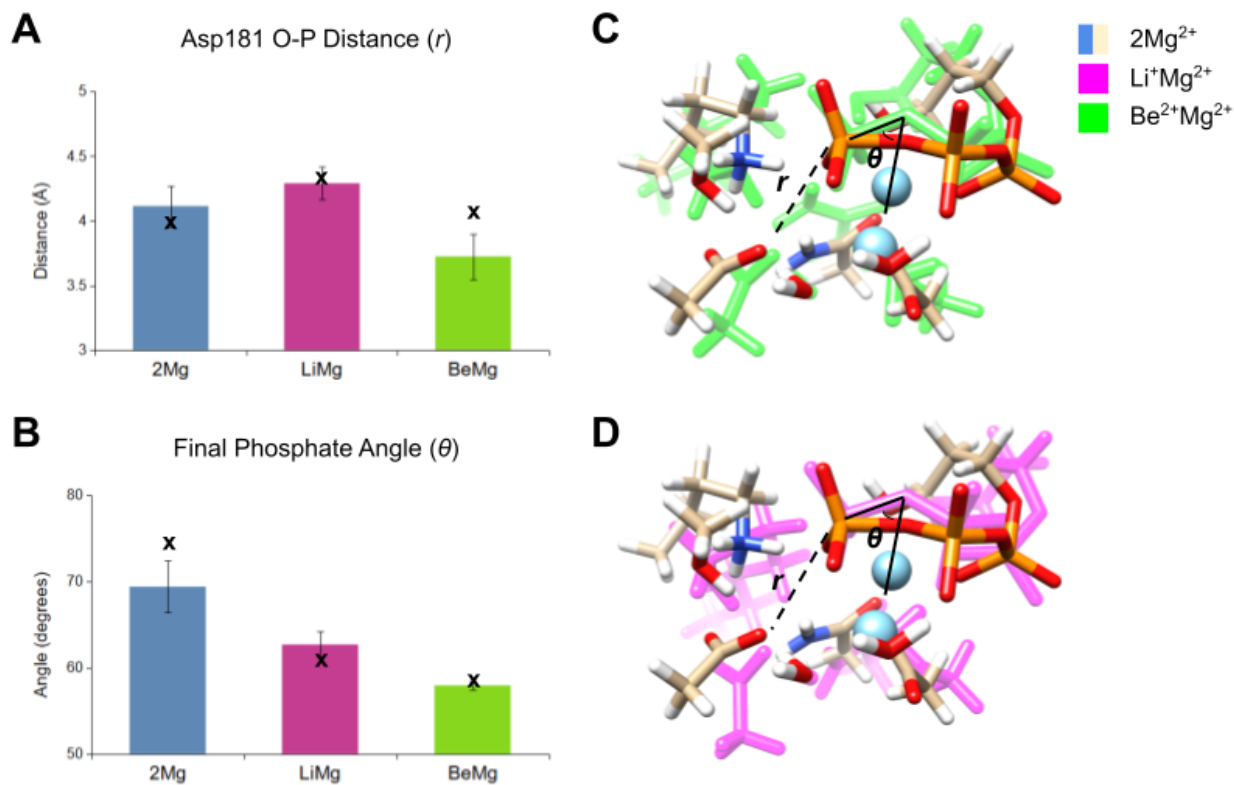 A
Asp181 O-P Distance (r)
Distance (Å)
5
4.5
4
3.5
3
x
x
x
2Mg
LiMg
BeMg
B
Final Phosphate Angle (θ)
Angle (degrees)
80
70
60
50
x
x
x
2Mg
LiMg
BeMg
C
r
θ
2Mg²⁺
Li⁺Mg²⁺
Be²⁺Mg²⁺
D
r
θ